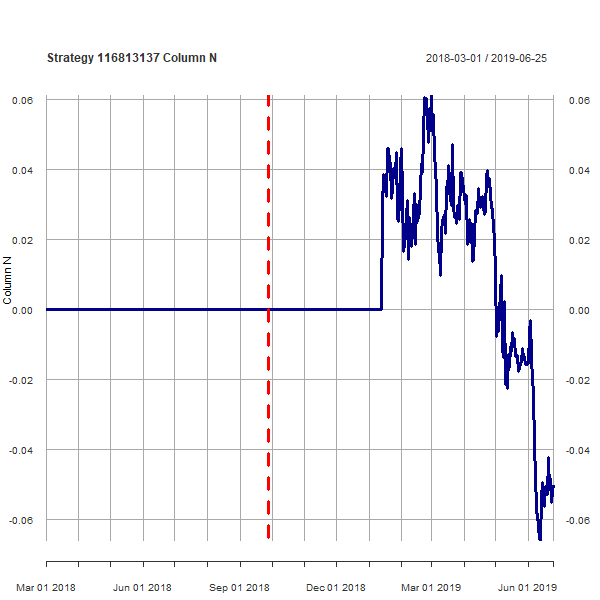 Strategy 116813137 Column N
2018-03-01 / 2019-06-25
0.06
0.04
0.02
0.00
-0.02
-0.04
-0.06
Column N
0.06
0.04
0.02
0.00
-0.02
-0.04
-0.06
Mar 01 2018
Jun 01 2018
Sep 01 2018
Dec 01 2018
Mar 01 2019
Jun 01 2019